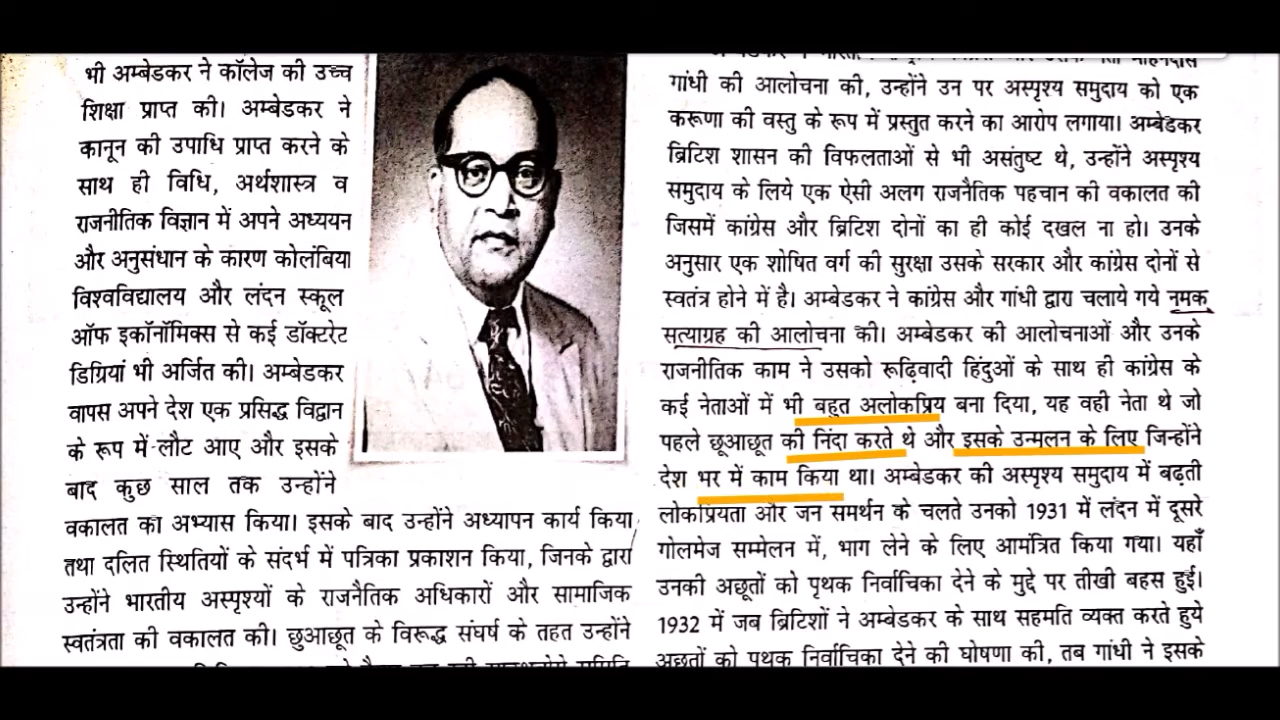 भी अम्बेडकर ने कॉलेज की उच्च
शिक्षा प्राप्त की। अम्बेडकर ने
कानून की उपाधि प्राप्त करने के
साथ ही विधि, अर्थशास्त्र व
राजनीतिक विज्ञान में अपने अध्ययन
और अनुसंधान के कारण कोलंबिया
विश्वविद्यालय और लंदन स्कूल
ऑफ इकॉनॉमिक्स से कई डॉक्टरेट
डिग्रियां भी अर्जित की। अम्बेडकर
वापस अपने देश एक प्रसिद्ध विद्वान
के रूप में लौट आए और इसके
बाद कुछ साल तक उन्होंने
वकालत का अभ्यास किया। इसके बाद उन्होंने अध्यापन कार्य किया
तथा दलित स्थितियों के संदर्भ में पत्रिका प्रकाशन किया, जिनके द्वारा
उन्होंने भारतीय अस्पृश्यों के राजनैतिक अधिकारों और सामाजिक
स्वतंत्रता की वकालत की। छुआछूत के विरूद्ध संघर्ष के तहत उन्होंने
गांधी की आलोचना की, उन्होंने उन पर अस्पृश्य समुदाय को एक
करूणा की वस्तु के रूप में प्रस्तुत करने का आरोप लगाया। अम्बेडकर
ब्रिटिश शासन की विफलताओं से भी असंतुष्ट थे, उन्होंने अस्पृश्य
समुदाय के लिये एक ऐसी अलग राजनैतिक पहचान की वकालत की
जिसमें कांग्रेस और ब्रिटिश दोनों का ही कोई दखल ना हो। उनके
अनुसार एक शोषित वर्ग की सुरक्षा उसके सरकार और कांग्रेस दोनों से
स्वतंत्र होने में है। अम्बेडकर ने कांग्रेस और गांधी द्वारा चलाये गये नमक
सत्याग्रह की आलोचना की। अम्बेडकर की आलोचनाओं और उनके
राजनीतिक काम ने उसको रूढ़िवादी हिंदुओं के साथ ही कांग्रेस के
कई नेताओं में भी बहुत अलोकप्रिय बना दिया, यह वही नेता थे जो
पहले छूआछूत की निंदा करते थे और इसके उन्मलन के लिए जिन्होंने
देश भर में काम किया था। अम्बेडकर की अस्पृश्य समुदाय में बढ़ती
लोकप्रियता और जन समर्थन के चलते उनको 1931 में लंदन में दूसरे
गोलमेज सम्मेलन में, भाग लेने के लिए आमंत्रित किया गया। यहाँ
उनकी अछूतों को पृथक निर्वाचिका देने के मुद्दे पर तीखी बहस हुई।
1932 में जब ब्रिटिशों ने अम्बेडकर के साथ सहमति व्यक्त करते हुये
अछूतों को पृथक निर्वाचिका देने की घोषणा की, तब गांधी ने इसके